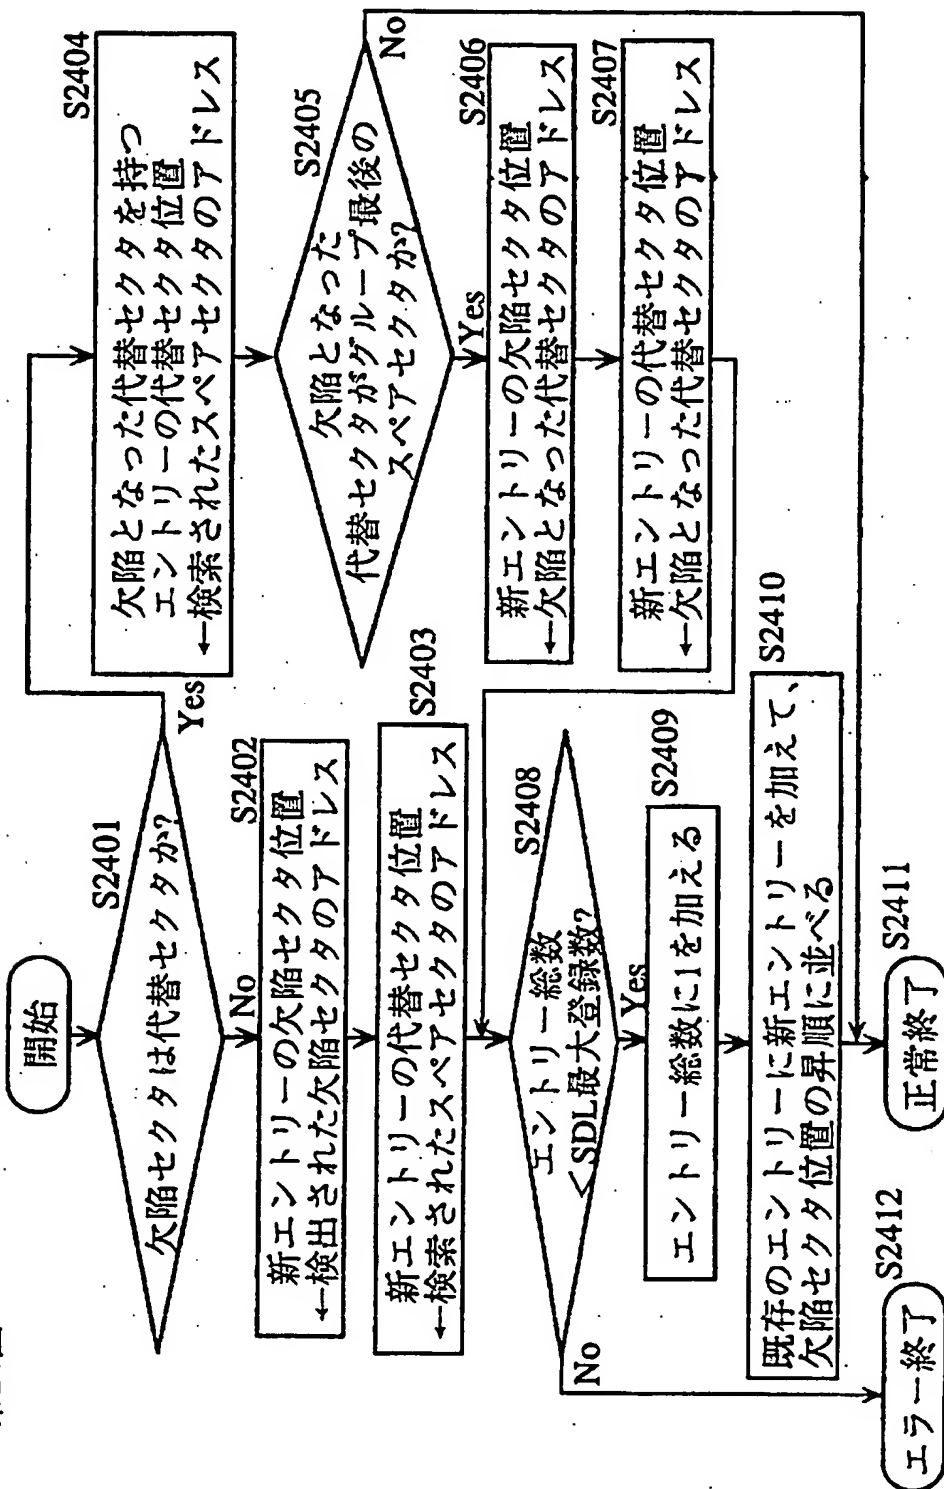 開始
S2401
欠陥セクタは代替セクタか?
Yes
No
S2402
新エントリーの欠陥セクタ位置
←検出された欠陥セクタのアドレス
S2403
新エントリーの代替セクタ位置
←検索されたスペアセクタのアドレス
S2404
欠陥となった代替セクタを持つ
エントリーの代替セクタ位置
←検索されたスペアセクタのアドレス
S2405
欠陥となった
代替セクタがグループ最後の
スペアセクタか?
No
Yes
S2406
新エントリーの欠陥セクタ位置
←欠陥となった代替セクタのアドレス
S2407
新エントリーの代替セクタ位置
←欠陥となった代替セクタのアドレス
S2408
エントリー総数
<SDL最大登録数?
No
Yes
S2409
エントリー総数に1を加える
S2410
既存のエントリーに新エントリーを加えて、
欠陥セクタ位置の昇順に並べる
S2411
正常終了
S2412
エラー終了